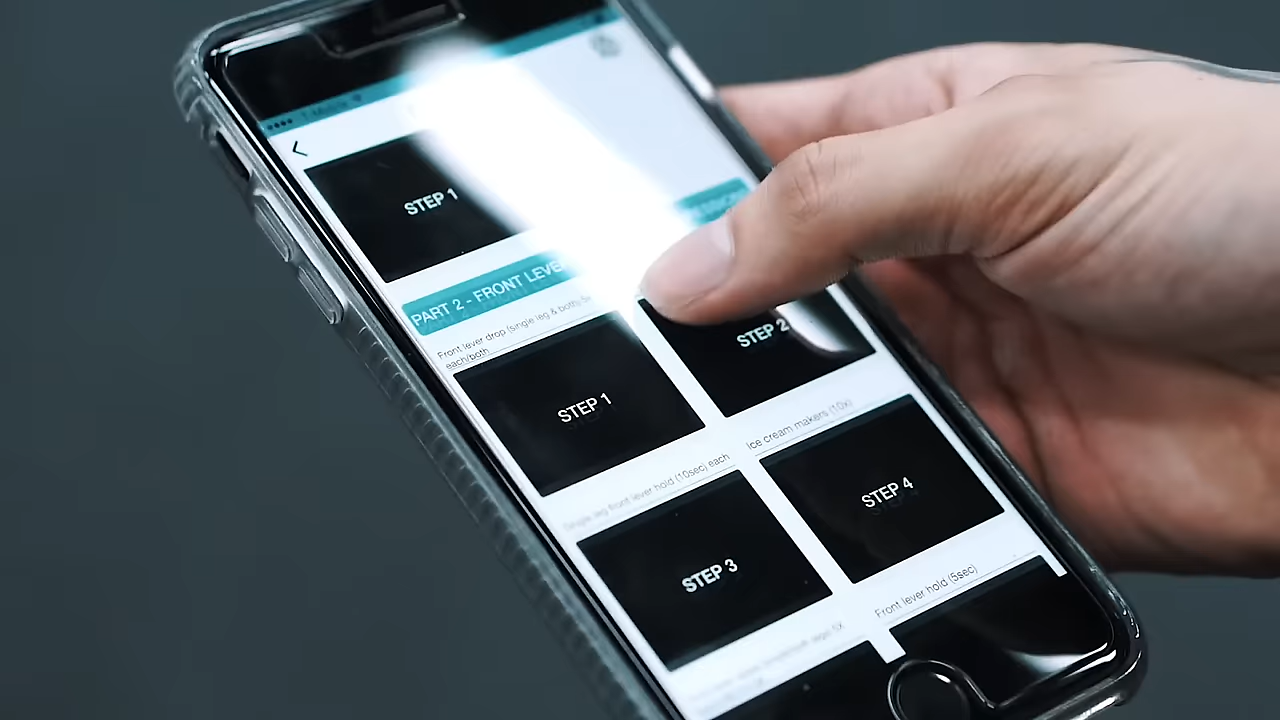 STEP 1
PART 2 - FRONT LEVE
Front lever drop (single leg & both)
each/both
STEP 1
STEP 2
Single leg front lever hold (10sec) each
Ice cream makers (10x)
STEP 3
STEP 4
Front lever hold (5sec)